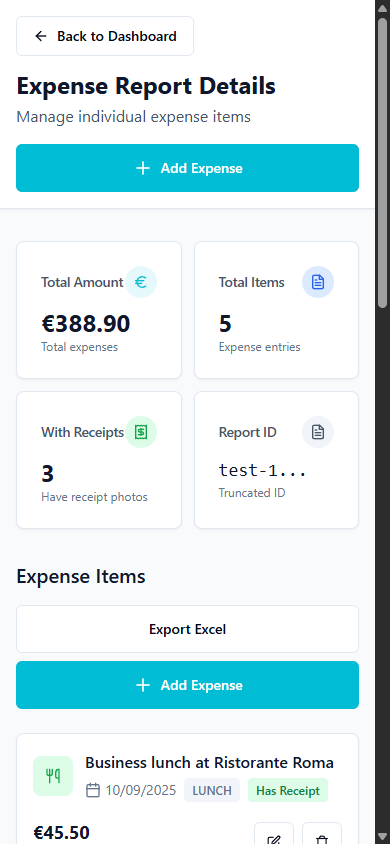 Back to Dashboard
Expense Report Details
Manage individual expense items
Add Expense
Total Amount
€388.90
Total expenses
Total Items
5
Expense entries
With Receipts
3
Have receipt photos
Report ID
test-1...
Truncated ID
Expense Items
Export Excel
Add Expense
Business lunch at Ristorante Roma
10/09/2025 LUNCH Has Receipt
€45.50